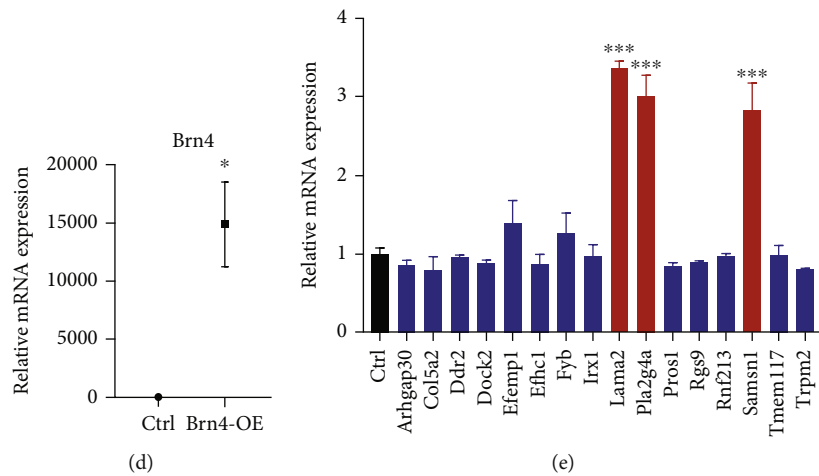 Brn4
*
Relative mRNA expression
20000
15000
10000
5000
0
Ctrl Brn4-OE
(d)
Relative mRNA expression
4
3
2
1
0
*** *** ***
Ctrl
Arhgap30
Col5a2
Ddr2
Dock2
Efemp1
Efhc1
Fyb
Irx1
Lama2
Pla2g4a
Pros1
Rgs9
Rnf213
Samsn1
Tmem117
Trpm2
(e)